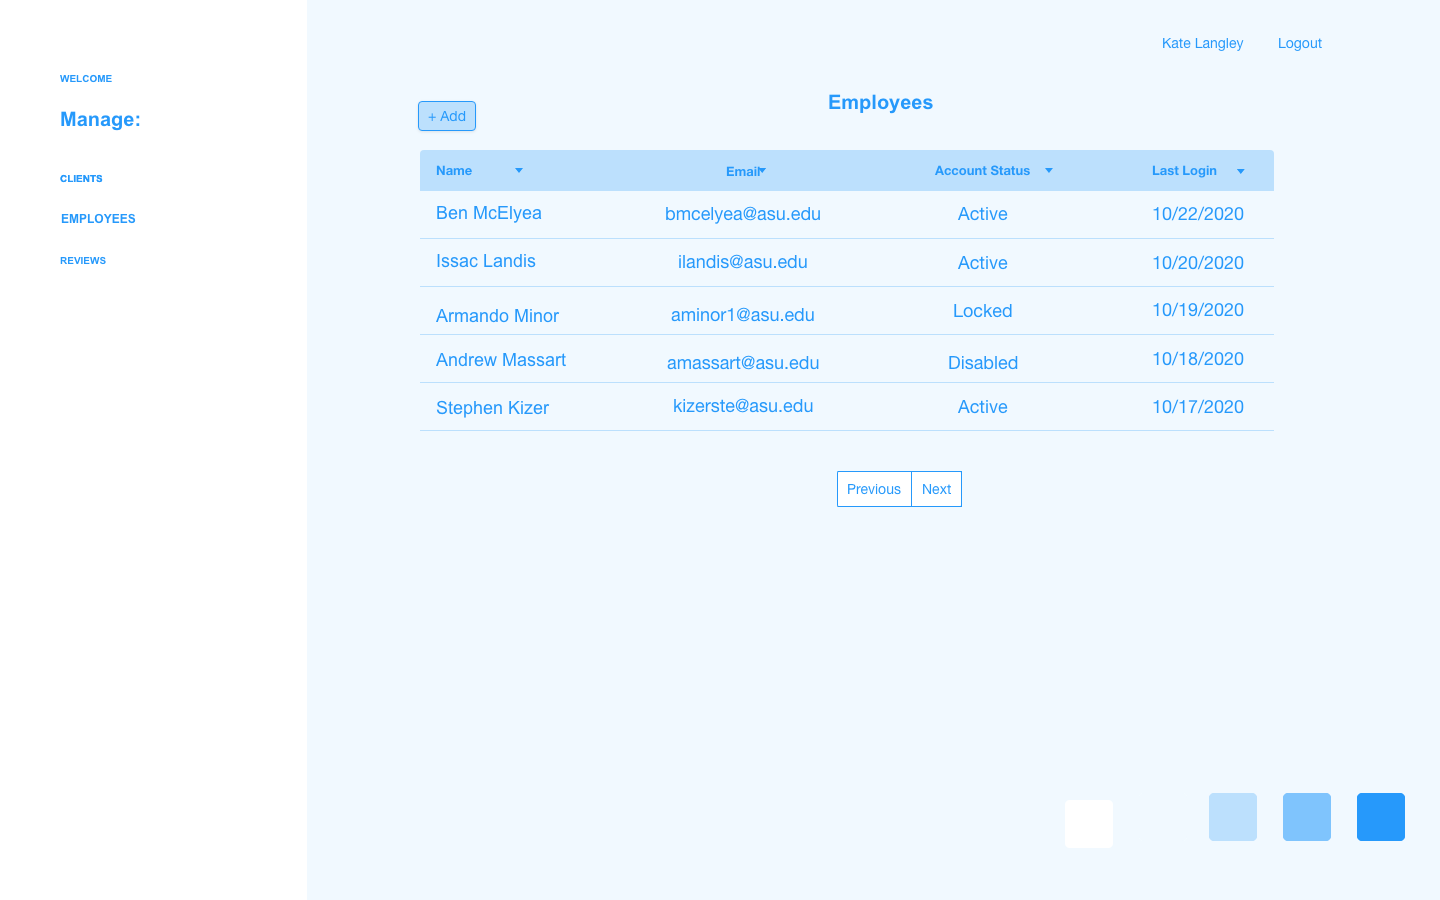 Kate Langley Logout
WELCOME
Manage:
CLIENTS
EMPLOYEES
REVIEWS
Employees
+ Add
Name Email Account Status Last Login
Ben McElyea bmcelyea@asu.edu Active 10/22/2020
Issac Landis ilandis@asu.edu Active 10/20/2020
Armando Minor aminor1@asu.edu Locked 10/19/2020
Andrew Massart amassart@asu.edu Disabled 10/18/2020
Stephen Kizer kizerste@asu.edu Active 10/17/2020
Previous Next